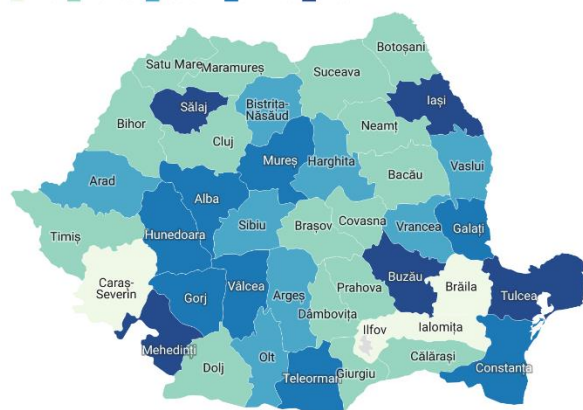 Botoșani
Satu Mare
Maramureș
Suceava
Sălaj
Bistrița-
Năsăud
Iași
Bihor
Cluj
Neamț
Mureș
Harghita
Bacău
Vaslui
Arad
Alba
Timiș
Hunedoara
Sibiu
Brașov
Covasna
Vrancea
Galați
Caraș-
Severin
Gorj
Vâlcea
Argeș
Prahova
Buzău
Brăila
Tulcea
Dâmbovița
Mehedinți
Ilfov
Ialomița
Dolj
Olt
Teleorman
Giurgiu
Călărași
Constanța